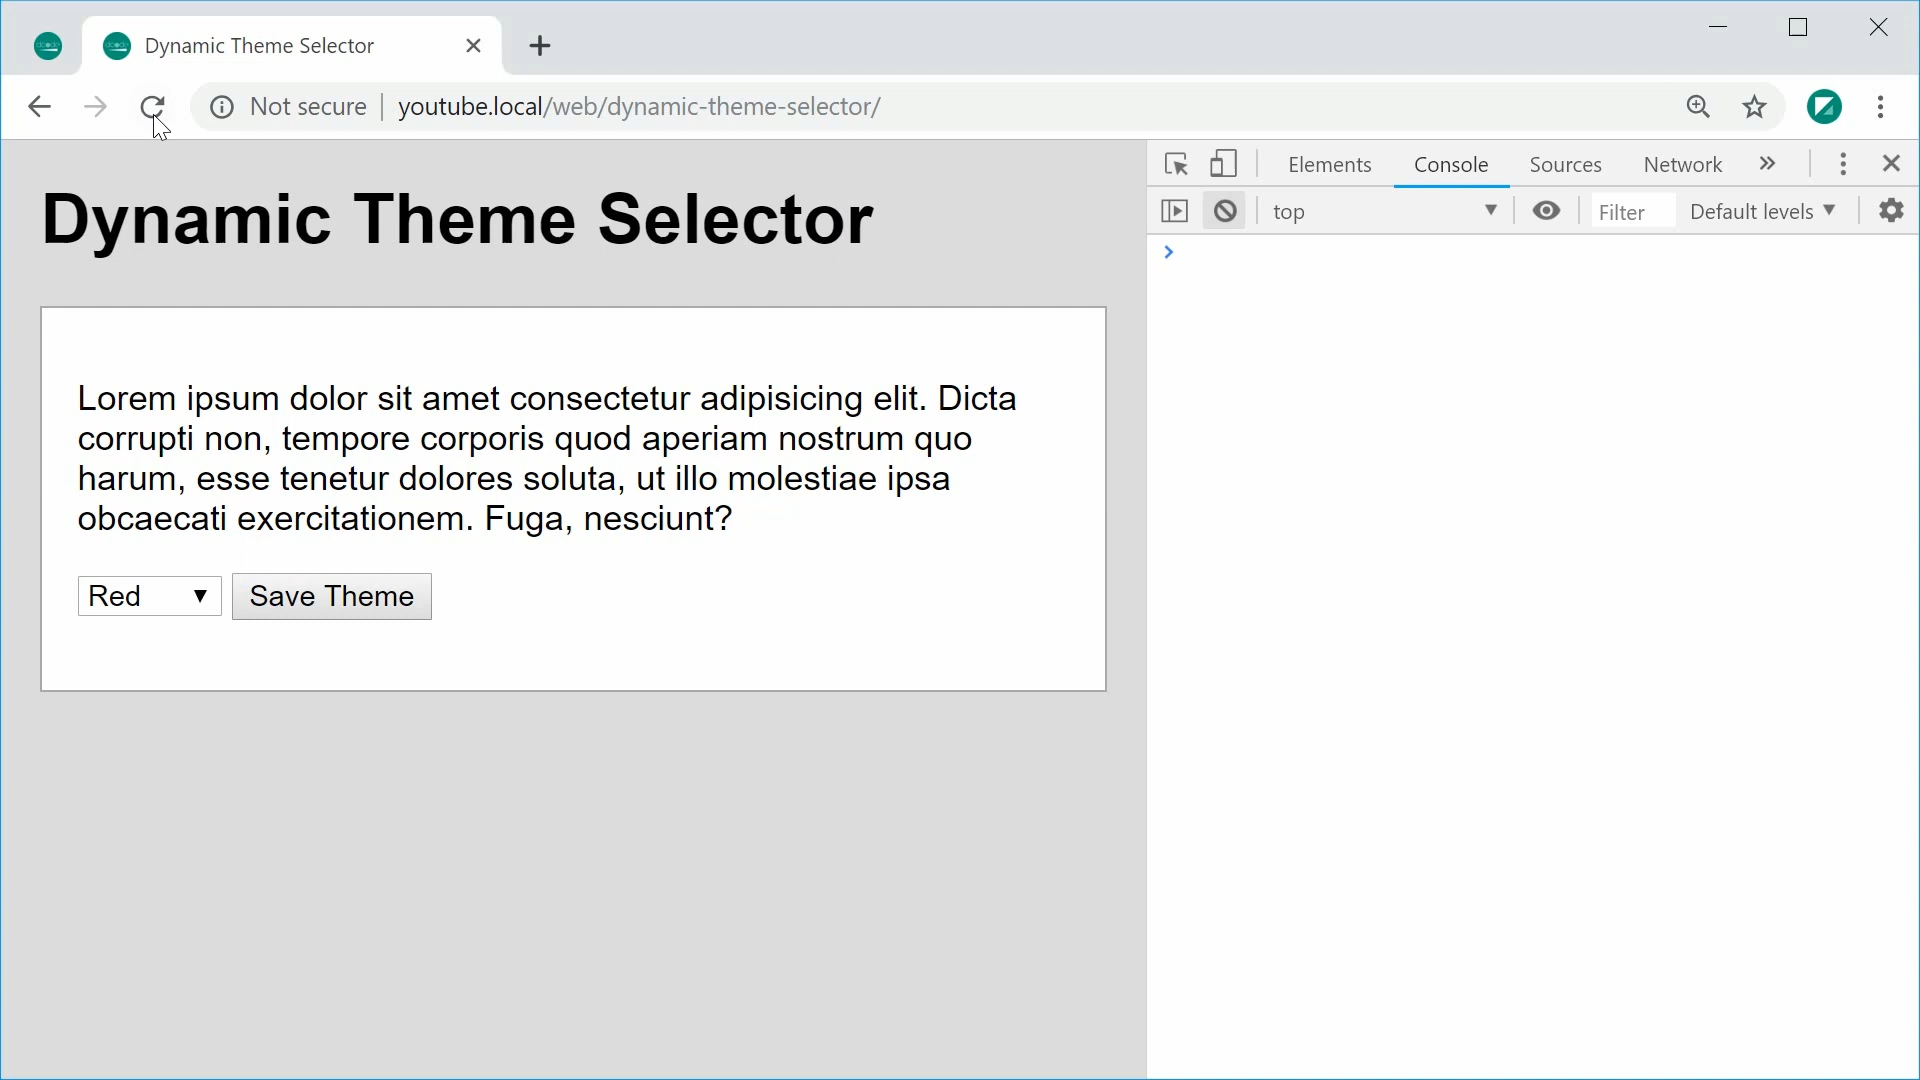 Dynamic Theme Selector
Not secure youtube.local/web/dynamic-theme-selector/
Elements Console Sources Network
top Filter Default levels
Dynamic Theme Selector
Lorem ipsum dolor sit amet consectetur adipisicing elit. Dicta
corrupti non, tempore corporis quod aperiam nostrum quo
harum, esse tenetur dolores soluta, ut illo molestiae ipsa
obcaecati exercitationem. Fuga, nesciunt?
Red Save Theme